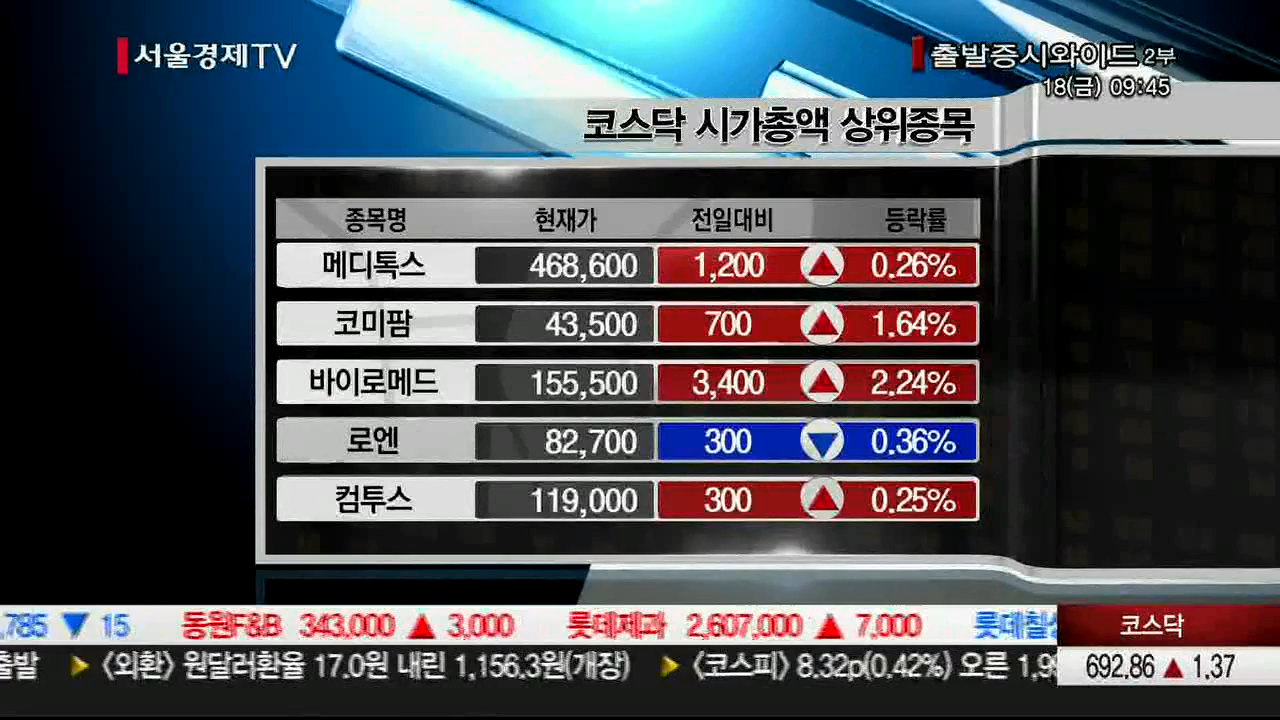 서울경제TV
출발증시와이드 2부
18(금) 09:45
코스닥 시가총액 상위종목
종목명 현재가 전일대비 등락률
메디톡스 468,600 1,200 ▲ 0.26%
코미팜 43,500 700 ▲ 1.64%
바이로메드 155,500 3,400 ▲ 2.24%
로엔 82,700 300 ▼ 0.36%
컴투스 119,000 300 ▲ 0.25%
,785 ▼ 15 동원F&B 343,000 ▲ 3,000 롯데제과 2,607,000 ▲ 7,000 롯데칠성
코스닥
출발 ▶ 〈외환〉 원달러환율 17.0원 내린 1,156.3원(개장) ▶ 〈코스피〉 8.32p(0.42%) 오른 1,9
692.86 ▲ 1.37